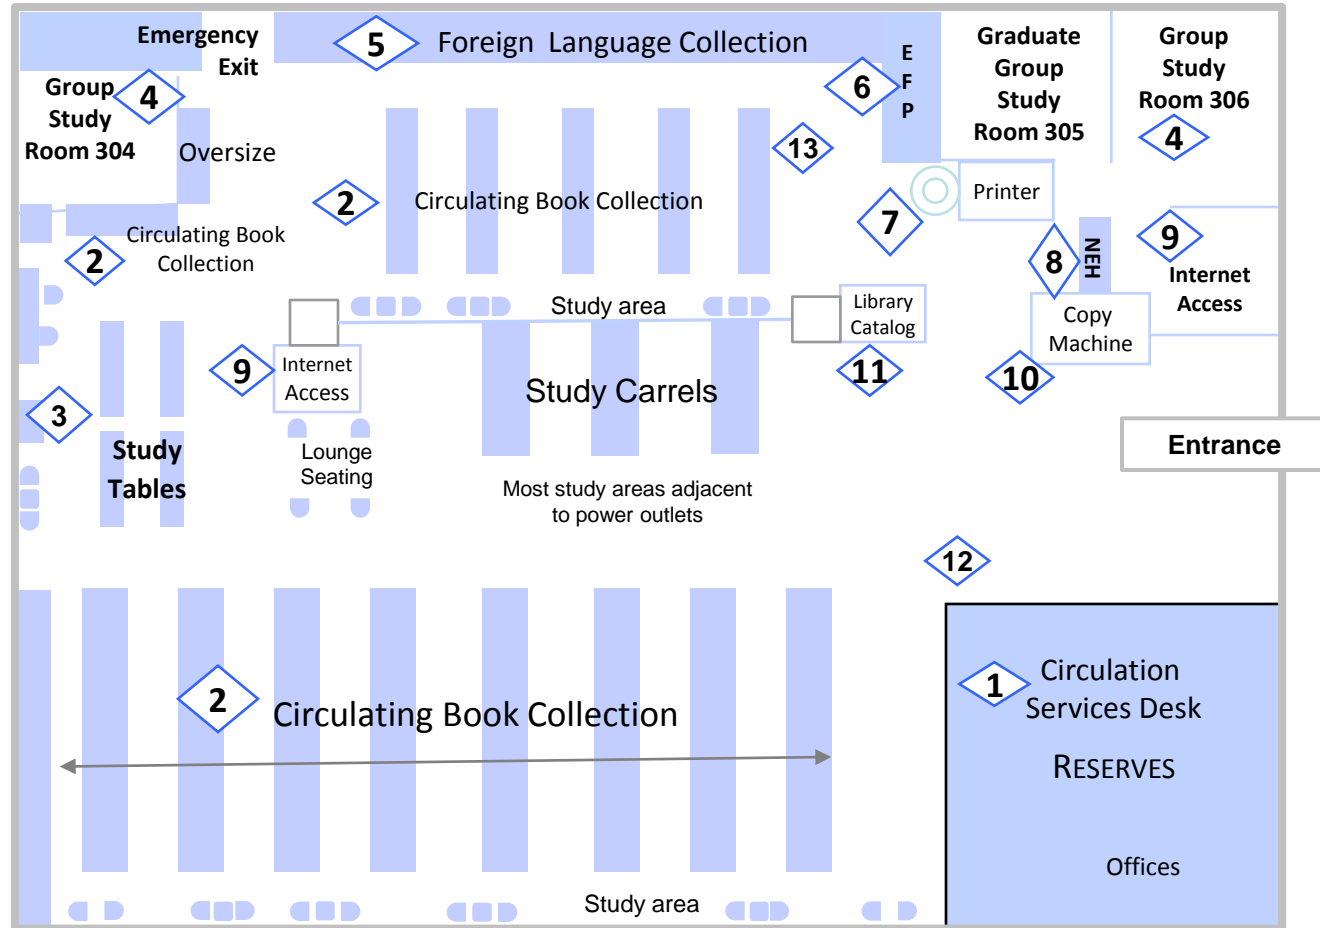 Emergency
Exit
5
Foreign Language Collection
E
F
P
6
Graduate
Group
Study
Room 305
Group
Study
Room 306
4
Group
Study
Room 304
4
Oversize
13
2
Circulating Book Collection
7
Printer
8
NEH
9
Internet
Access
2
Circulating Book
Collection
Study area
Library
Catalog
11
Copy
Machine
10
9
Internet
Access
Study Carrels
3
Study
Tables
Lounge
Seating
Most study areas adjacent
to power outlets
Entrance
12
2
Circulating Book Collection
1
Circulation
Services Desk
RESERVES
Offices
Study area